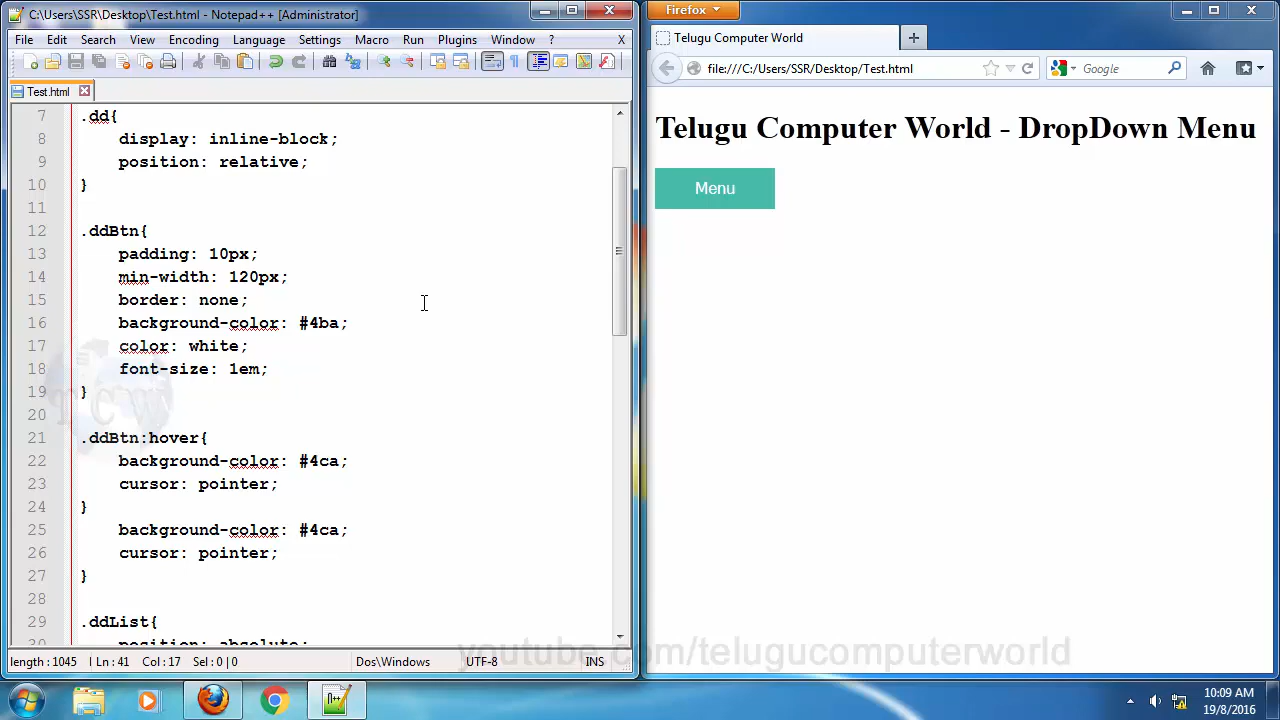 C:\Users\SSR\Desktop\Test.html - Notepad++ [Administrator]
File Edit Search View Encoding Language Settings Macro Run Plugins Window ? X
Test.html
7 .dd{
8 display: inline-block;
9 position: relative;
10 }
11
12 .ddBtn{
13 padding: 10px;
14 min-width: 120px;
15 border: none;
16 background-color: #4ba;
17 color: white;
18 font-size: 1em;
19 }
20
21 .ddBtn:hover{
22 background-color: #4ca;
23 cursor: pointer;
24 }
25 background-color: #4ca;
26 cursor: pointer;
27 }
28
29 .ddList{
30 position: absolute;
TCW
length : 1045 Ln : 41 Col : 17 Sel : 0 | 0 Dos\Windows UTF-8 INS
Firefox
Telugu Computer World
file:///C:/Users/SSR/Desktop/Test.html
Google
Telugu Computer World - DropDown Menu
Menu
youtube.com/telugucomputerworld
10:09 AM
19/8/2016